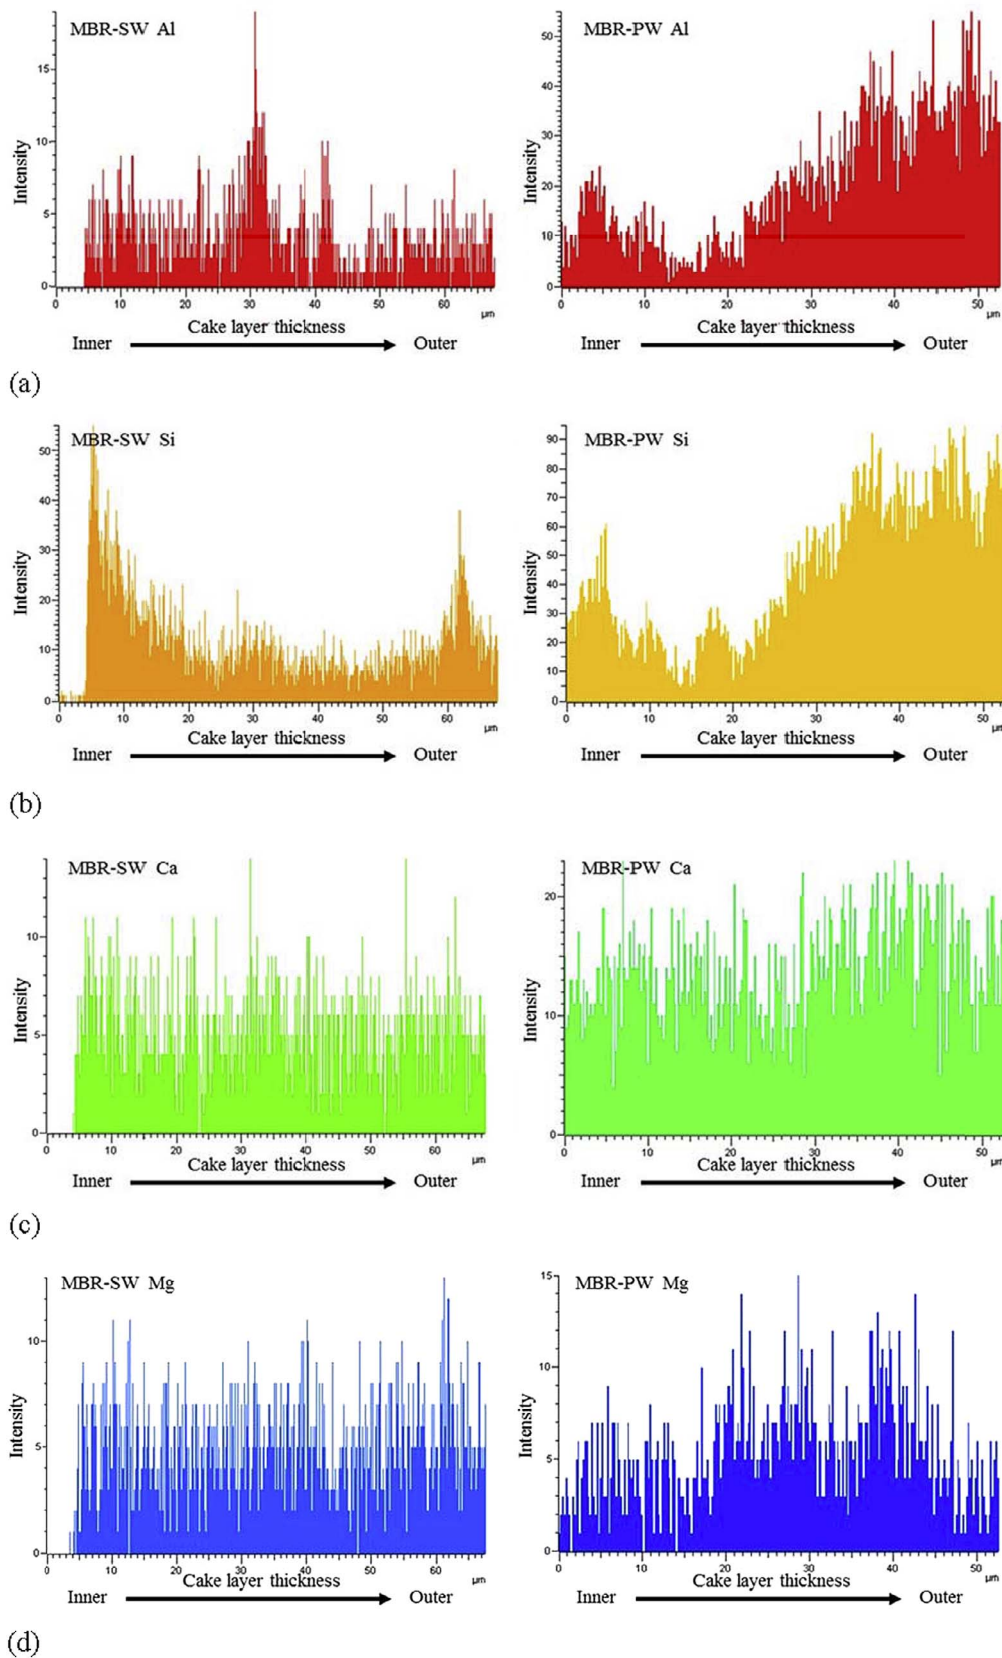 MBR-SW Al
Intensity
15
10
5
0
0 10 20 30 40 50 60
μm
Cake layer thickness
Inner Outer
MBR-PW Al
Intensity
50
40
30
20
10
0
0 10 20 30 40 50
μm
Cake layer thickness
Inner Outer
(a)
MBR-SW Si
Intensity
50
40
30
20
10
0
0 10 20 30 40 50 60
μm
Cake layer thickness
Inner Outer
MBR-PW Si
Intensity
90
80
70
60
50
40
30
20
10
0
0 10 20 30 40 50
μm
Cake layer thickness
Inner Outer
(b)
MBR-SW Ca
Intensity
10
5
0
0 10 20 30 40 50 60
μm
Cake layer thickness
Inner Outer
MBR-PW Ca
Intensity
20
10
0
0 10 20 30 40 50
μm
Cake layer thickness
Inner Outer
(c)
MBR-SW Mg
Intensity
10
5
0
0 10 20 30 40 50 60
μm
Cake layer thickness
Inner Outer
MBR-PW Mg
Intensity
15
10
5
0
0 10 20 30 40 50
μm
Cake layer thickness
Inner Outer
(d)